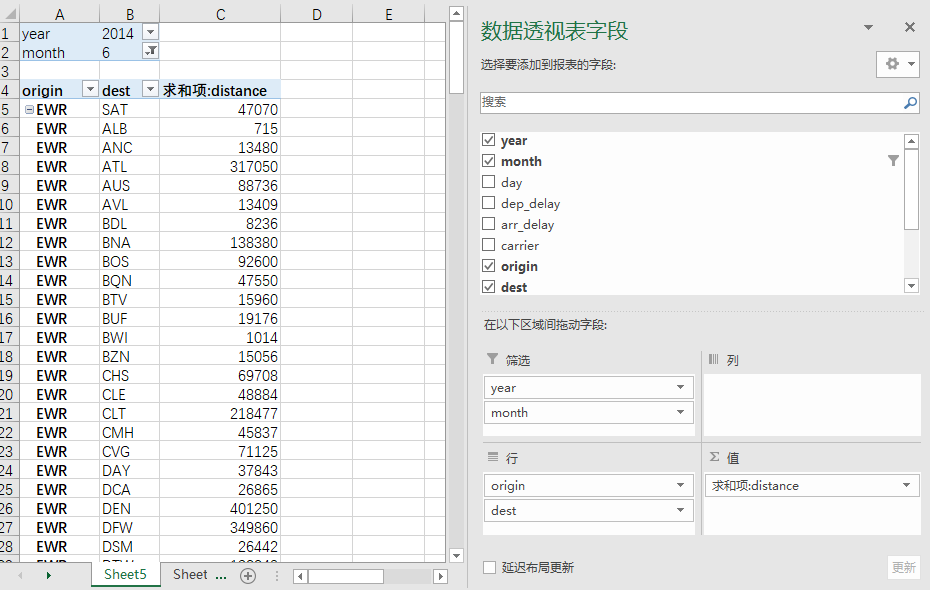 A B C D E
1 year 2014
2 month 6
3
4 origin dest 求和项:distance
5 EWR SAT 47070
6 EWR ALB 715
7 EWR ANC 13480
8 EWR ATL 317050
9 EWR AUS 88736
10 EWR AVL 13409
11 EWR BDL 8236
12 EWR BNA 138380
13 EWR BOS 92600
14 EWR BQN 47550
15 EWR BTV 15960
16 EWR BUF 19176
17 EWR BWI 1014
18 EWR BZN 15056
19 EWR CHS 69708
20 EWR CLE 48884
21 EWR CLT 218477
22 EWR CMH 45837
23 EWR CVG 71125
24 EWR DAY 37843
25 EWR DCA 26865
26 EWR DEN 401250
27 EWR DFW 349860
28 EWR DSM 26442
Sheet5 Sheet ...
数据透视表字段
选择要添加到报表的字段:
搜索
year
month
day
dep_delay
arr_delay
carrier
origin
dest
在以下区域间拖动字段:
筛选
year
month
列
行
origin
dest
Σ 值
求和项:distance
延迟布局更新
更新